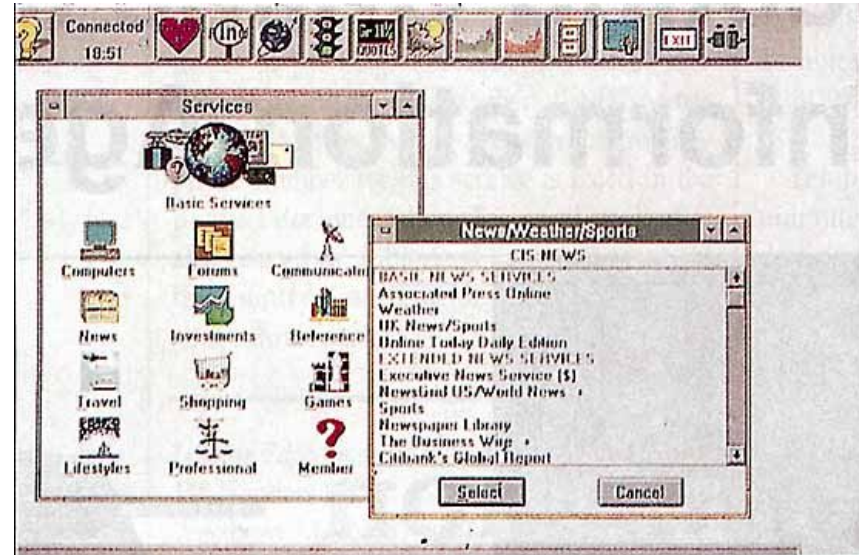 Connected
18:51
In
QUOTES
EXIT
Services
Basic Services
Computers
Forums
Communicatio
News
Investments
Reference
Travel
Shopping
Games
Lifestyles
Professional
Member
News/Weather/Sports
CIS NEWS
BASIC NEWS SERVICES
Associated Press Online
Weather
UK News/Sports
Online Today Daily Edition
EXTENDED NEWS SERVICES
Executive News Service ($)
NewsGrid US/World News +
Sports
Newspaper Library
The Business Wire +
Citibank's Global Report
Select
Cancel